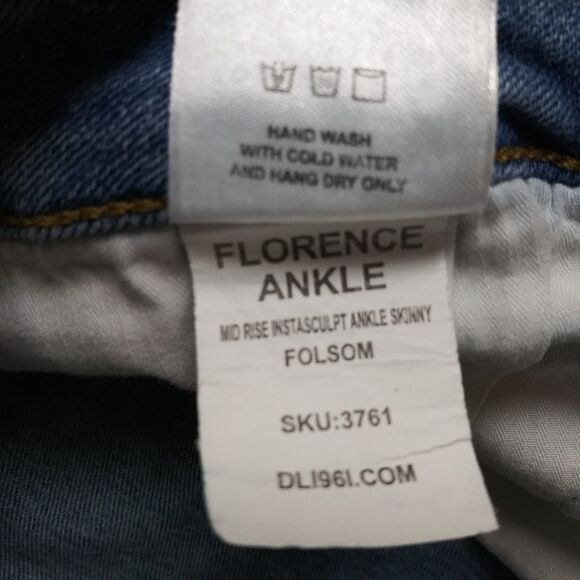 HAND WASH
WITH COLD WATER
AND HANG DRY ONLY
FLORENCE
ANKLE
MID RISE INSTASCULPT ANKLE SKINNY
FOLSOM
SKU:3761
DL1961.COM